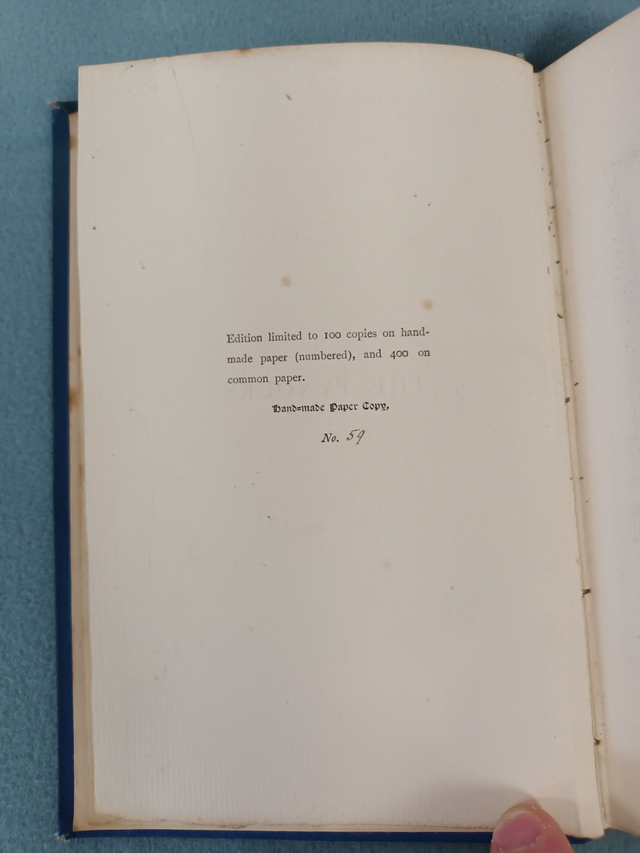 Edition limited to 100 copies on hand-
made paper (numbered), and 400 on
common paper.
Hand=made Paper Copy,
No. 59